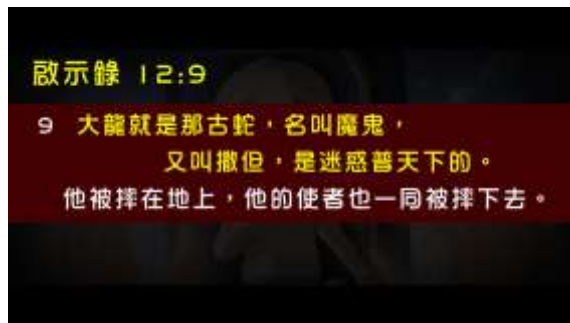 啟示錄 12:9
9 大龍就是那古蛇，名叫魔鬼，
又叫撒但，是迷惑普天下的。
他被摔在地上，他的使者也一同被摔下去。